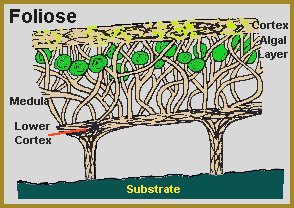 Foliose
Cortex
Algal
Layer
Medula
Lower
Cortex
Substrate